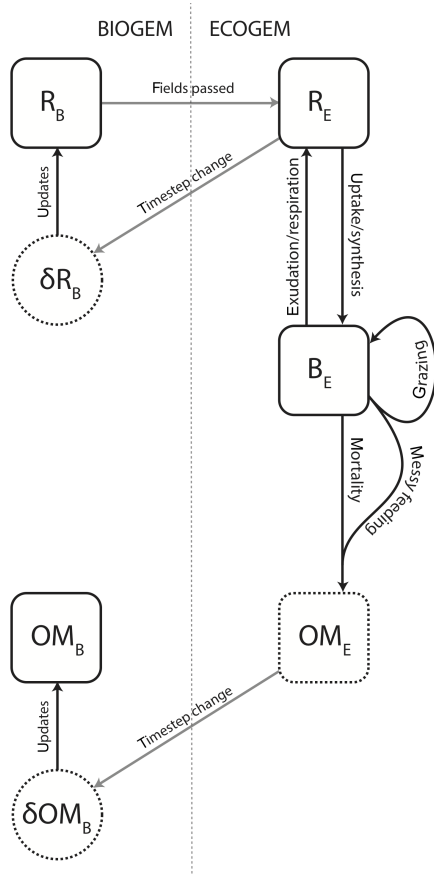 BIOGEM ECOGEM
R_B
Fields passed
R_E
Timestep change
Updates
Exudation/respiration
Uptake/synthesis
δR_B
B_E
Grazing
Mortality
Messy feeding
OM_B
OM_E
Timestep change
Updates
δOM_B